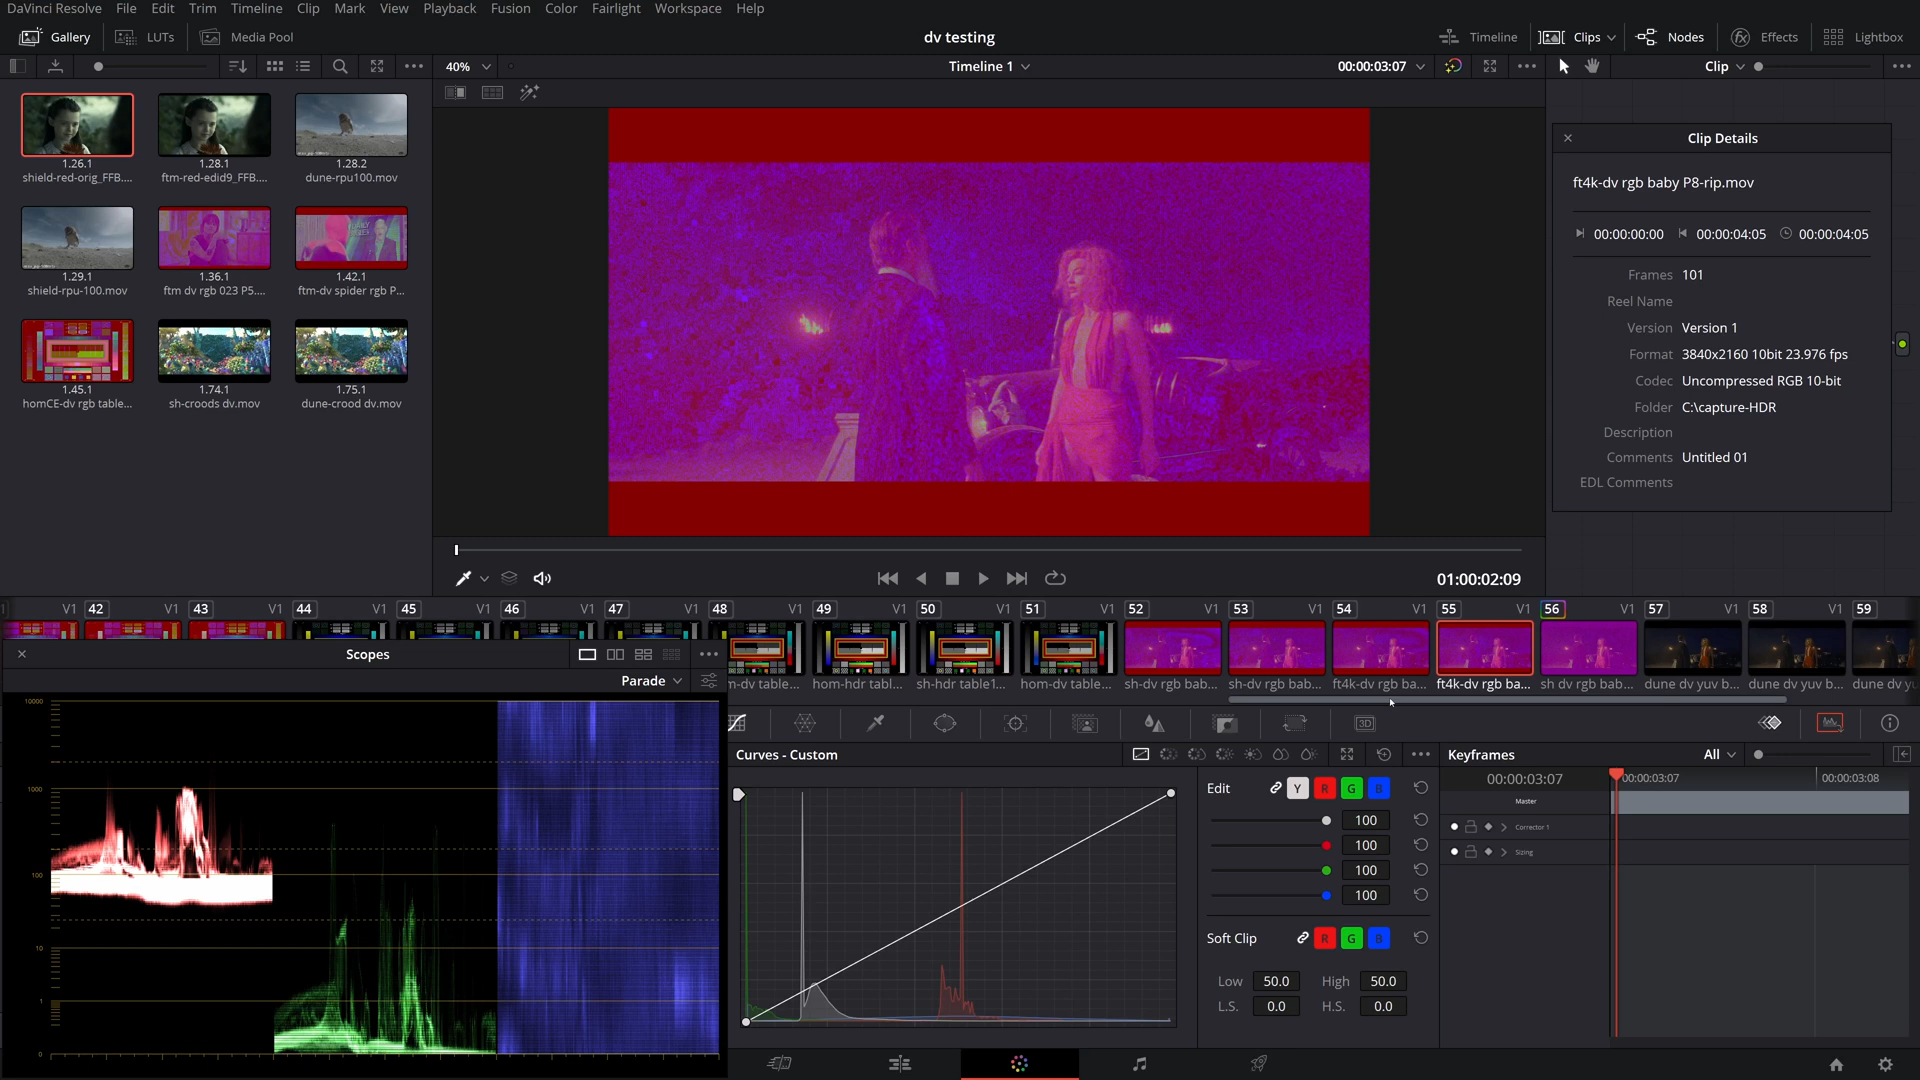 DaVinci Resolve File Edit Trim Timeline Clip Mark View Playback Fusion Color Fairlight Workspace Help
Gallery LUTs Media Pool dv testing Timeline Clips Nodes Effects Lightbox
40% Timeline 1 00:00:03:07 Clip
1.26.1 1.28.1 1.28.2
shield-red-orig_FFB.... ftm-red-edid9_FFB.... dune-rpu100.mov
1.29.1 1.36.1 1.42.1
shield-rpu-100.mov ftm dv rgb 023 P5.... ftm-dv spider rgb P...
1.45.1 1.74.1 1.75.1
homCE-dv rgb table... sh-croods dv.mov dune-crood dv.mov
Clip Details
ft4k-dv rgb baby P8-rip.mov
00:00:00:00 00:00:04:05 00:00:04:05
Frames 101
Reel Name
Version Version 1
Format 3840x2160 10bit 23.976 fps
Codec Uncompressed RGB 10-bit
Folder C:\capture-HDR
Description
Comments Untitled 01
EDL Comments
01:00:02:09
V1 42 V1 43 V1 44 V1 45 V1 46 V1 47 V1 48 V1 49 V1 50 V1 51 V1 52 V1 53 V1 54 V1 55 V1 56 V1 57 V1 58 V1 59
m-dv table... hom-hdr tabl... sh-hdr table1... hom-dv table... sh-dv rgb bab... sh-dv rgb bab... ft4k-dv rgb ba... ft4k-dv rgb ba... sh dv rgb bab... dune dv yuv b... dune dv yuv b... dune dv yu
Scopes
Parade
10000
1000
100
10
1
0
3D
Curves - Custom
Edit Y R G B
100
100
100
100
Soft Clip R G B
Low 50.0 High 50.0
L.S. 0.0 H.S. 0.0
Keyframes All
00:00:03:07 00:00:03:07 00:00:03:08
Master
Corrector 1
Sizing